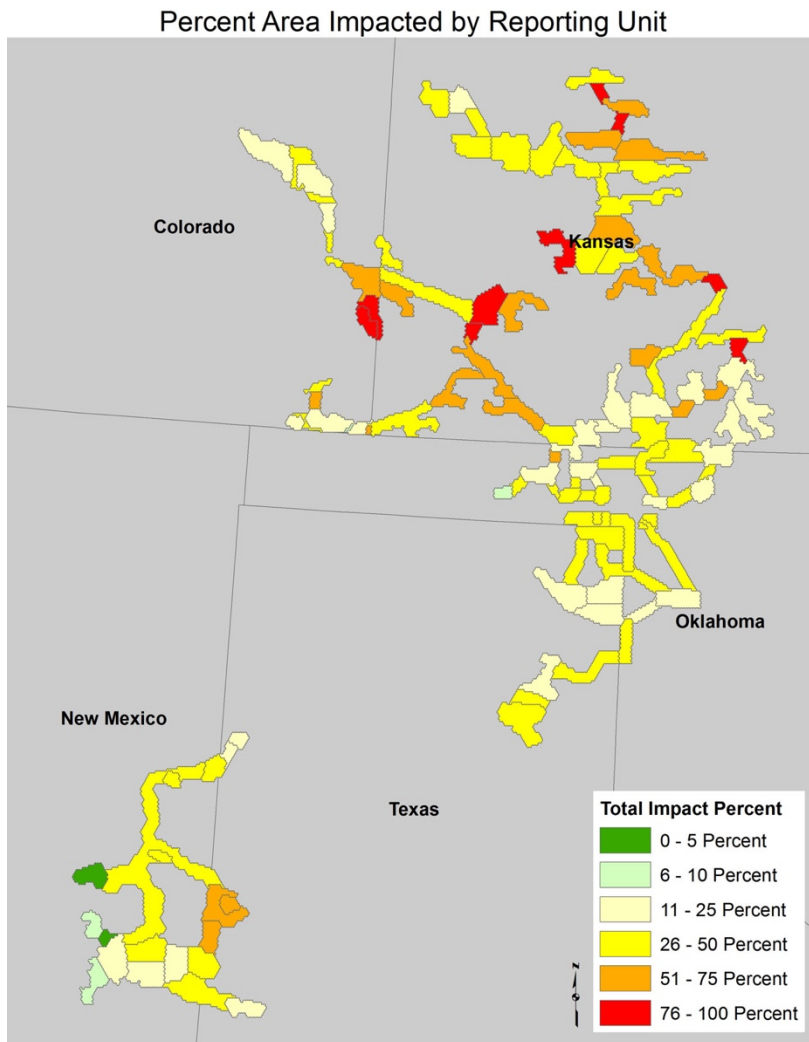 Percent Area Impacted by Reporting Unit
Colorado
Kansas
Oklahoma
New Mexico
Texas
Total Impact Percent
0 - 5 Percent
6 - 10 Percent
11 - 25 Percent
26 - 50 Percent
51 - 75 Percent
76 - 100 Percent
N